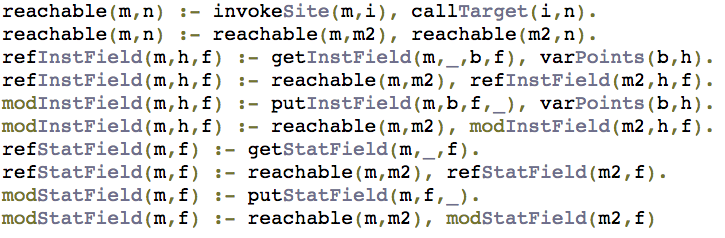 reachable(m,n) :- invokeSite(m,i), callTarget(i,n).
reachable(m,n) :- reachable(m,m2), reachable(m2,n).
refInstField(m,h,f) :- getInstField(m,_,b,f), varPoints(b,h).
refInstField(m,h,f) :- reachable(m,m2), refInstField(m2,h,f).
modInstField(m,h,f) :- putInstField(m,b,f,_), varPoints(b,h).
modInstField(m,h,f) :- reachable(m,m2), modInstField(m2,h,f).
refStatField(m,f) :- getStatField(m,_,f).
refStatField(m,f) :- reachable(m,m2), refStatField(m2,f).
modStatField(m,f) :- putStatField(m,f,_).
modStatField(m,f) :- reachable(m,m2), modStatField(m2,f)